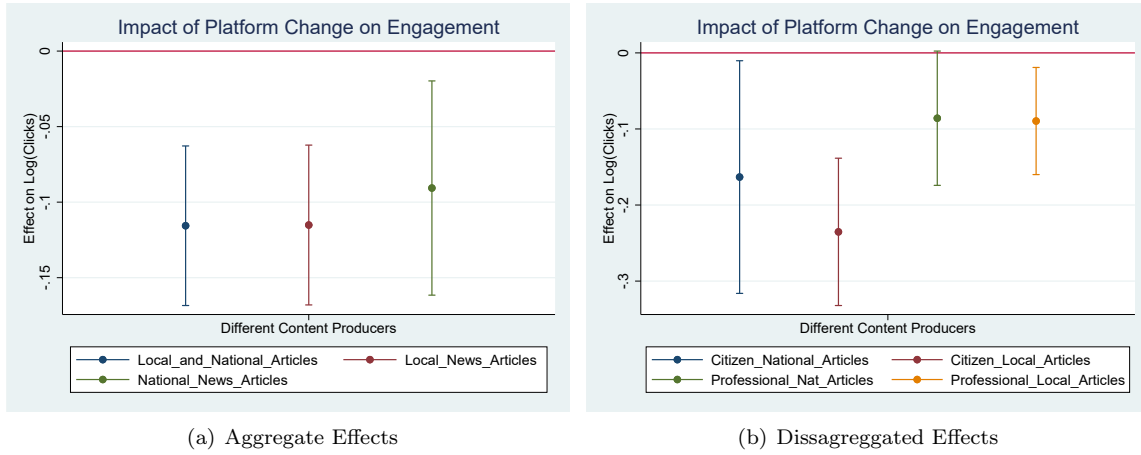 Impact of Platform Change on Engagement
Effect on Log(Clicks)
0
-.05
-.1
-.15
Different Content Producers
Local_and_National_Articles
Local_News_Articles
National_News_Articles
(a) Aggregate Effects
Impact of Platform Change on Engagement
Effect on Log(Clicks)
0
-.1
-.2
-.3
Different Content Producers
Citizen_National_Articles
Citizen_Local_Articles
Professional_Nat_Articles
Professional_Local_Articles
(b) Dissagreggated Effects